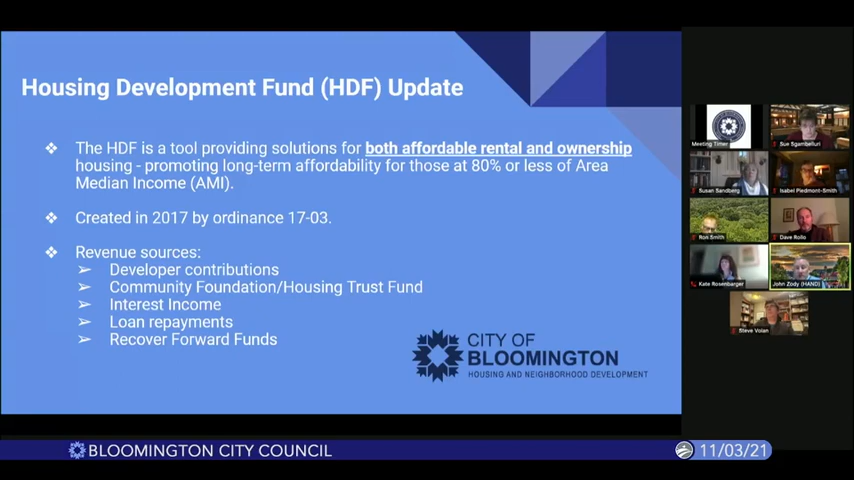 Housing Development Fund (HDF) Update
❖ The HDF is a tool providing solutions for both affordable rental and ownership
housing - promoting long-term affordability for those at 80% or less of Area
Median Income (AMI).
❖ Created in 2017 by ordinance 17-03.
❖ Revenue sources:
➢ Developer contributions
➢ Community Foundation/Housing Trust Fund
➢ Interest Income
➢ Loan repayments
➢ Recover Forward Funds
CITY OF
BLOOMINGTON
HOUSING AND NEIGHBORHOOD DEVELOPMENT
Meeting Timer
Sue Sgambelluri
Susan Sandberg
Isabel Piedmont-Smith
Ron Smith
Dave Rollo
Kate Rosenbarger
John Zody (HAND)
Steve Volan
BLOOMINGTON CITY COUNCIL
11/03/21